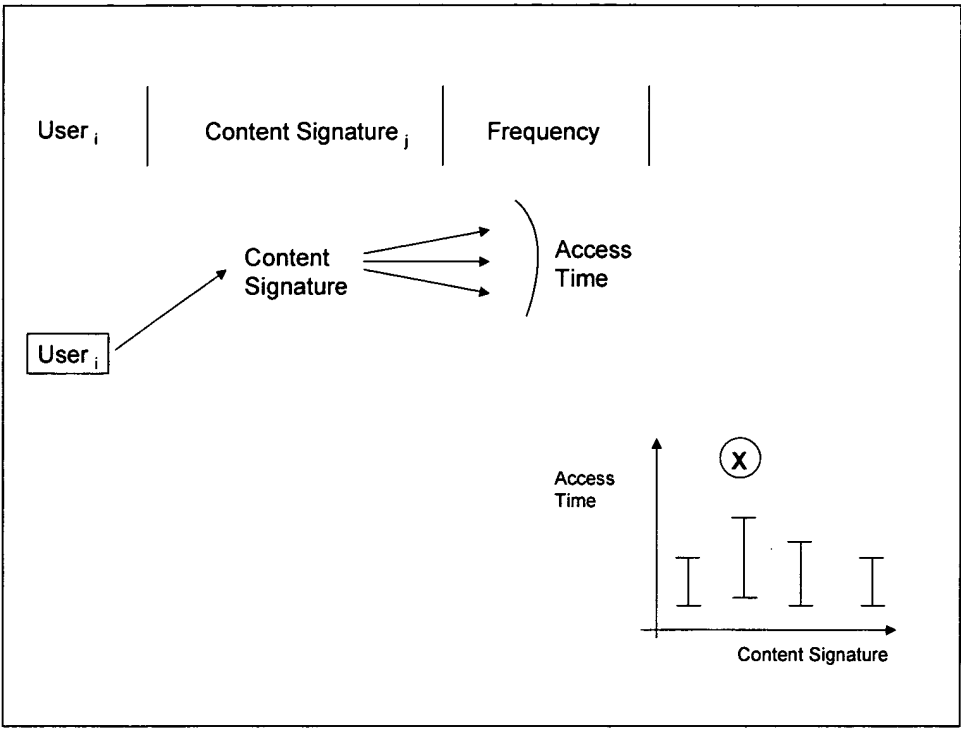 User i Content Signature j Frequency
Content
Signature
Access
Time
User i
Access
Time
X
Content Signature